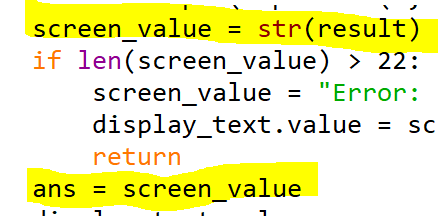 screen_value = str(result)
if len(screen_value) > 22:
screen_value = "Error:
display_text.value = sc
return
ans = screen_value